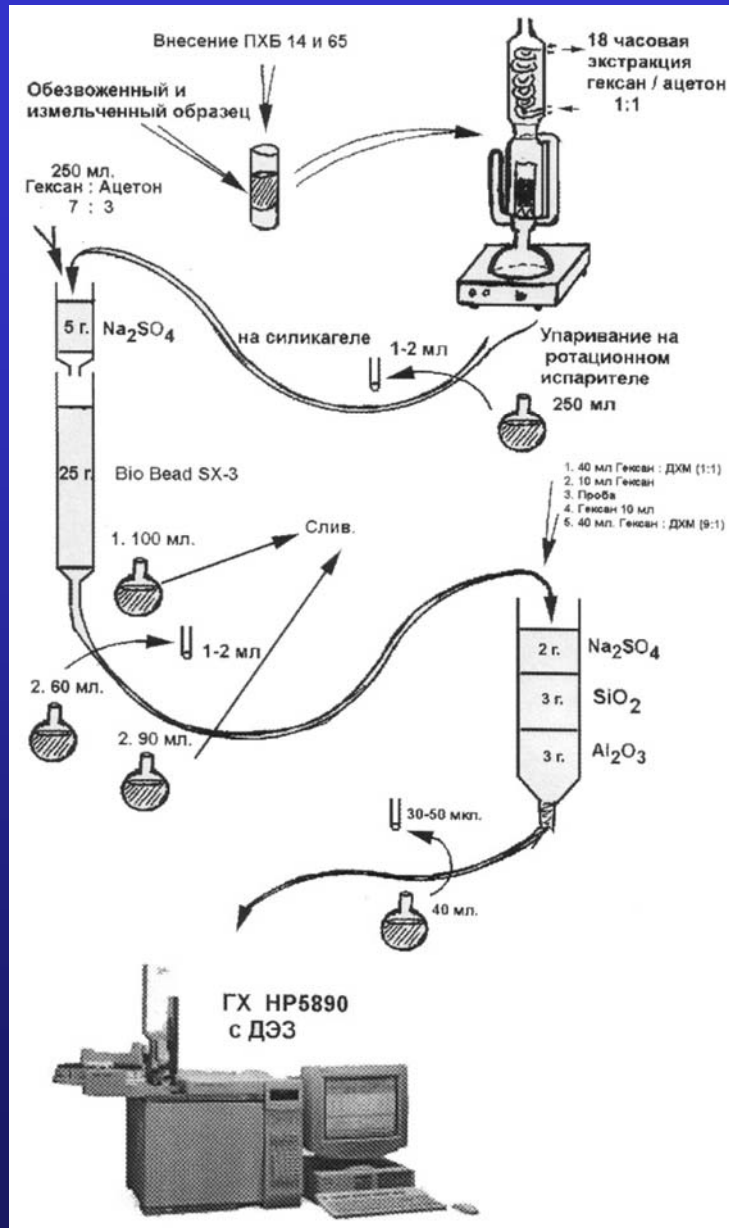 Внесение ПХБ 14 и 65
18 часовая
экстракция
гексан / ацетон
1:1
Обезвоженный и
измельченный образец
250 мл.
Гексан : Ацетон
7 : 3
5 г.
Na2SO4
на силикагеле
1-2 мл
Упаривание на
ротационном
испарителе
250 мл
25 г.
Bio Bead SX-3
1. 40 мл Гексан : ДХМ (1:1)
2. 10 мл Гексан
3. Проба
4. Гексан 10 мл
5. 40 мл. Гексан : ДХМ (9:1)
Слив.
1. 100 мл.
1-2 мл
2. 60 мл.
2. 90 мл.
2 г.
Na2SO4
3 г.
SiO2
3 г.
Al2O3
30-50 мкл.
40 мл.
ГХ HP5890
с ДЭЗ